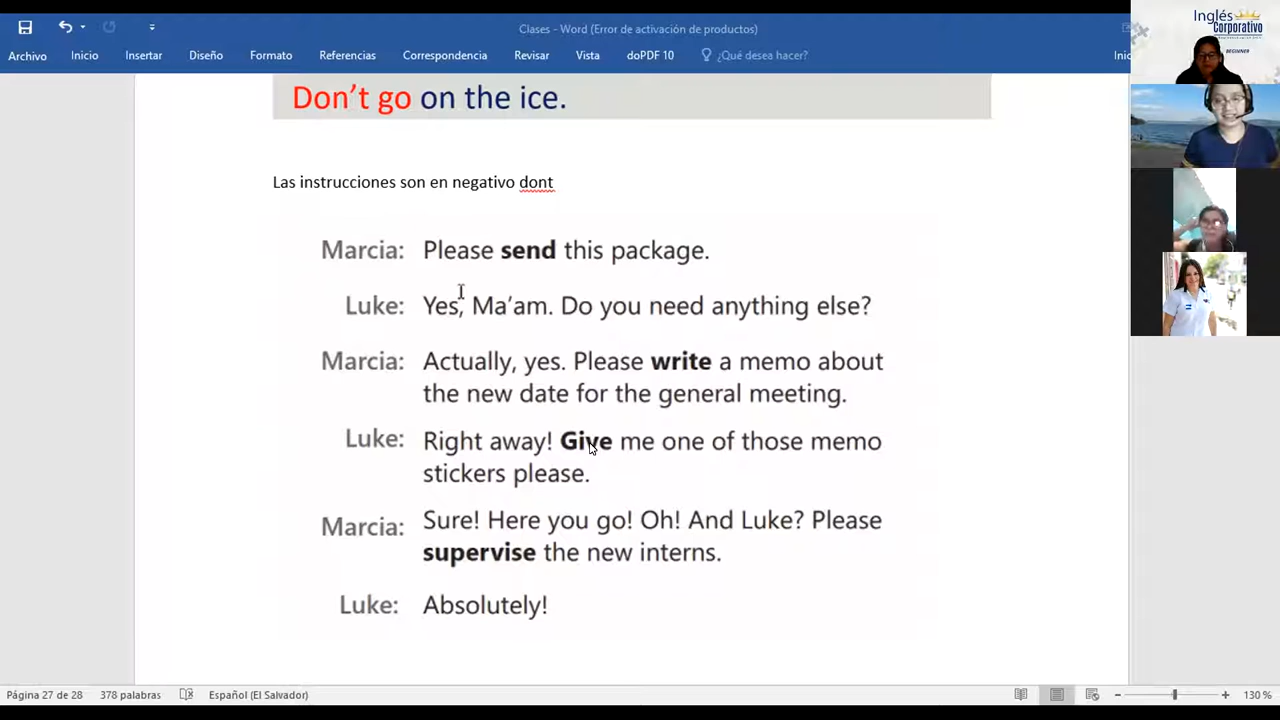 Clases - Word (Error de activación de productos)
Archivo Inicio Insertar Diseño Formato Referencias Correspondencia Revisar Vista doPDF 10 ¿Qué desea hacer? Inic
Inglés
Corporativo
BEGINNER
Don't go on the ice.
Las instrucciones son en negativo dont
Marcia: Please send this package.
Luke: Yes, Ma'am. Do you need anything else?
Marcia: Actually, yes. Please write a memo about
the new date for the general meeting.
Luke: Right away! Give me one of those memo
stickers please.
Marcia: Sure! Here you go! Oh! And Luke? Please
supervise the new interns.
Luke: Absolutely!
Página 27 de 28 378 palabras Español (El Salvador) 130 %